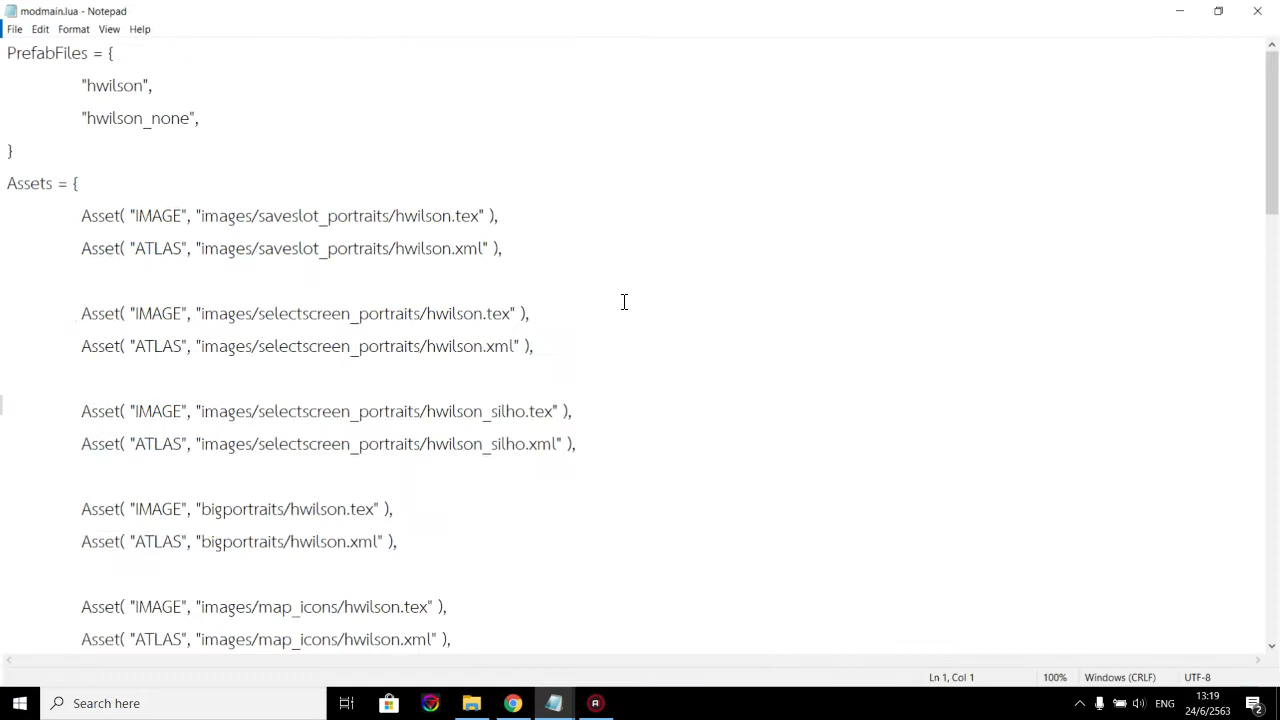 modmain.lua - Notepad
File Edit Format View Help
PrefabFiles = {
"hwilson",
"hwilson_none",
}
Assets = {
Asset( "IMAGE", "images/saveslot_portraits/hwilson.tex" ),
Asset( "ATLAS", "images/saveslot_portraits/hwilson.xml" ),
Asset( "IMAGE", "images/selectscreen_portraits/hwilson.tex" ),
Asset( "ATLAS", "images/selectscreen_portraits/hwilson.xml" ),
Asset( "IMAGE", "images/selectscreen_portraits/hwilson_silho.tex" ),
Asset( "ATLAS", "images/selectscreen_portraits/hwilson_silho.xml" ),
Asset( "IMAGE", "bigportraits/hwilson.tex" ),
Asset( "ATLAS", "bigportraits/hwilson.xml" ),
Asset( "IMAGE", "images/map_icons/hwilson.tex" ),
Asset( "ATLAS", "images/map_icons/hwilson.xml" ),
Ln 1, Col 1 100% Windows (CRLF) UTF-8
Search here ENG 13:19
24/6/2563 2